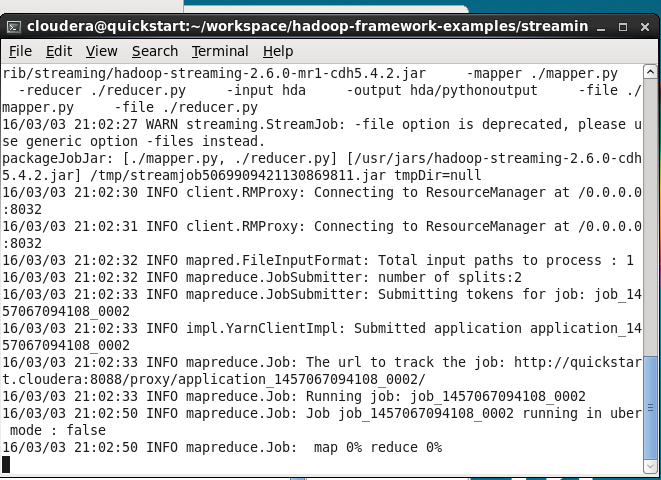 cloudera@quickstart:~/workspace/hadoop-framework-examples/streamin
File Edit View Search Terminal Help
rib/streaming/hadoop-streaming-2.6.0-mr1-cdh5.4.2.jar     -mapper ./mapper.py
  -reducer ./reducer.py     -input hda     -output hda/pythonoutput     -file ./
mapper.py     -file ./reducer.py
16/03/03 21:02:27 WARN streaming.StreamJob: -file option is deprecated, please u
se generic option -files instead.
packageJobJar: [./mapper.py, ./reducer.py] [/usr/jars/hadoop-streaming-2.6.0-cdh
5.4.2.jar] /tmp/streamjob5069909421130869811.jar tmpDir=null
16/03/03 21:02:30 INFO client.RMProxy: Connecting to ResourceManager at /0.0.0.0
:8032
16/03/03 21:02:31 INFO client.RMProxy: Connecting to ResourceManager at /0.0.0.0
:8032
16/03/03 21:02:32 INFO mapred.FileInputFormat: Total input paths to process : 1
16/03/03 21:02:32 INFO mapreduce.JobSubmitter: number of splits:2
16/03/03 21:02:33 INFO mapreduce.JobSubmitter: Submitting tokens for job: job_14
57067094108_0002
16/03/03 21:02:33 INFO impl.YarnClientImpl: Submitted application application_14
57067094108_0002
16/03/03 21:02:33 INFO mapreduce.Job: The url to track the job: http://quickstar
t.cloudera:8088/proxy/application_1457067094108_0002/
16/03/03 21:02:33 INFO mapreduce.Job: Running job: job_1457067094108_0002
16/03/03 21:02:50 INFO mapreduce.Job: Job job_1457067094108_0002 running in uber
 mode : false
16/03/03 21:02:50 INFO mapreduce.Job:  map 0% reduce 0%